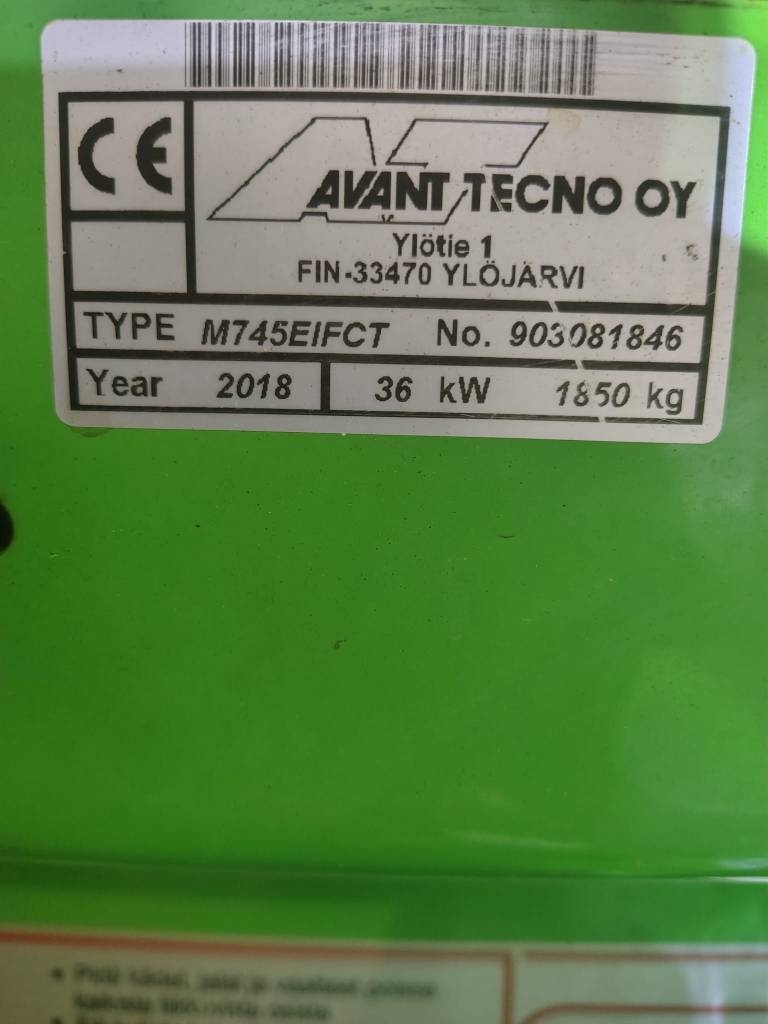 CE
AVANT TECNO OY
Ylötie 1
FIN-33470 YLÖJÄRVI
TYPE M745EIFCT No. 903081846
Year 2018 36 kW 1850 kg